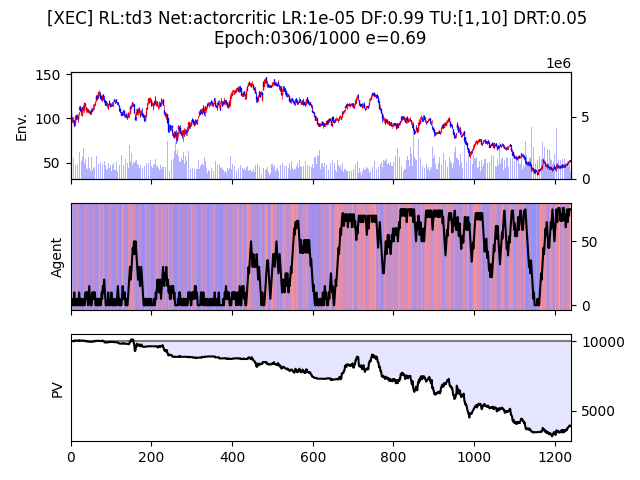 [XEC] RL:td3 Net:actorcritic LR:1e-05 DF:0.99 TU:[1,10] DRT:0.05
Epoch:0306/1000 e=0.69
1e6
150
100
50
Env.
5
0
Agent
50
0
PV
10000
5000
0 200 400 600 800 1000 1200